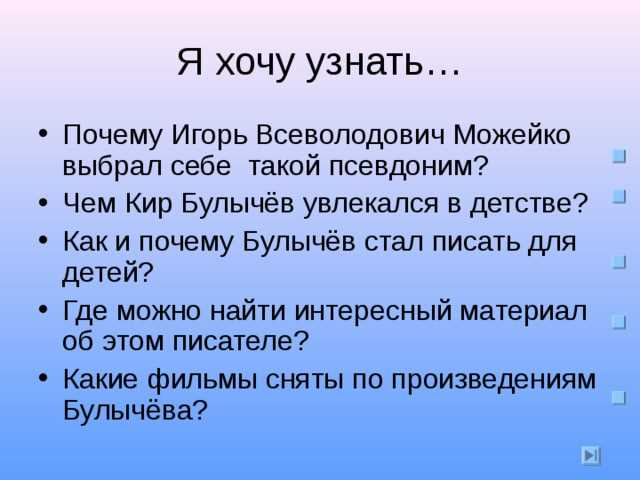 Я хочу узнать…
• Почему Игорь Всеволодович Можейко
выбрал себе  такой псевдоним?
• Чем Кир Булычёв увлекался в детстве?
• Как и почему Булычёв стал писать для
детей?
• Где можно найти интересный материал
об этом писателе?
• Какие фильмы сняты по произведениям
Булычёва?